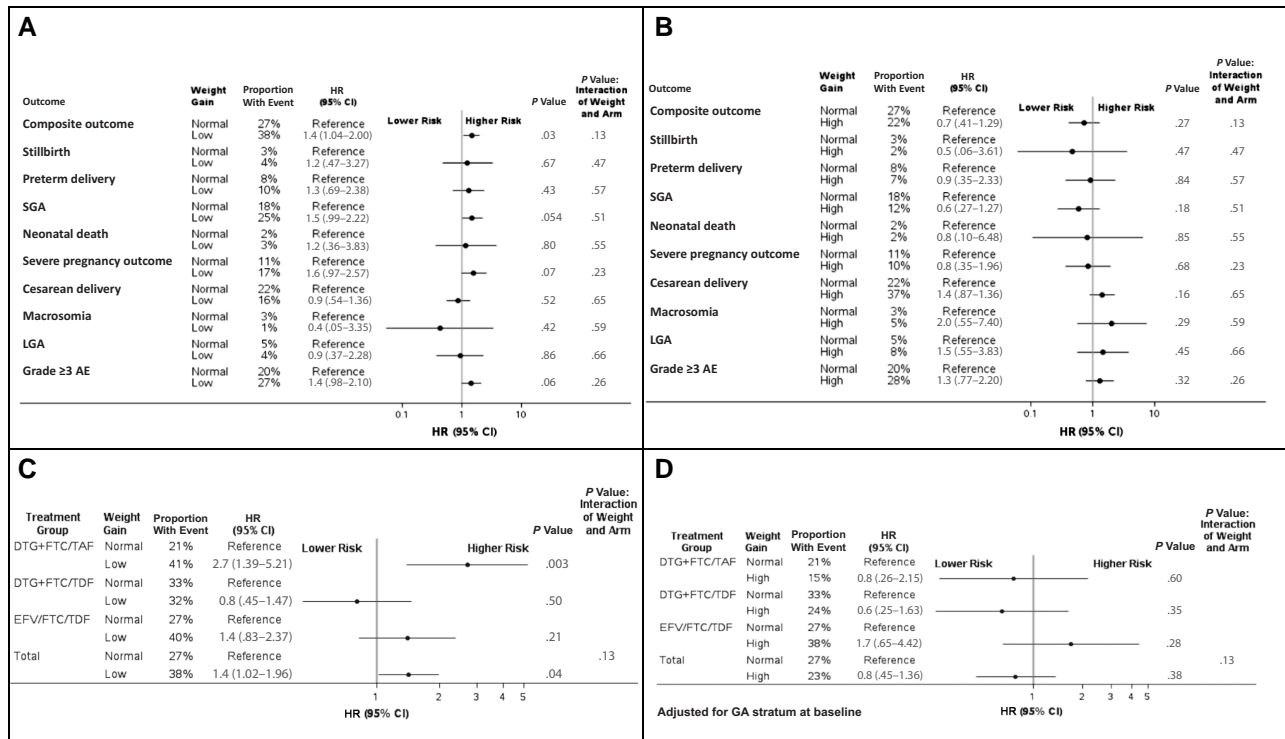 A
P Value:
Interaction
of Weight
and Arm
Weight Gain Proportion With Event HR (95% CI) P Value
Outcome
Lower Risk Higher Risk
Composite outcome Normal 27% Reference
Low 38% 1.4 (1.04–2.00) .03 .13
Stillbirth Normal 3% Reference
Low 4% 1.2 (.47–3.27) .67 .47
Preterm delivery Normal 8% Reference
Low 10% 1.3 (.69–2.38) .43 .57
SGA Normal 18% Reference
Low 25% 1.5 (.99–2.22) .054 .51
Neonatal death Normal 2% Reference
Low 3% 1.2 (.36–3.83) .80 .55
Severe pregnancy outcome Normal 11% Reference
Low 17% 1.6 (.97–2.57) .07 .23
Cesarean delivery Normal 22% Reference
Low 16% 0.9 (.54–1.36) .52 .65
Macrosomia Normal 3% Reference
Low 1% 0.4 (.05–3.35) .42 .59
LGA Normal 5% Reference
Low 4% 0.9 (.37–2.28) .86 .66
Grade ≥3 AE Normal 20% Reference
Low 27% 1.4 (.98–2.10) .06 .26
0.1 1 10
HR (95% CI)
B
P Value:
Interaction
of Weight
and Arm
Weight Gain Proportion With Event HR (95% CI) P Value
Outcome
Lower Risk Higher Risk
Composite outcome Normal 27% Reference
High 22% 0.7 (.41–1.29) .27 .13
Stillbirth Normal 3% Reference
High 2% 0.5 (.06–3.61) .47 .47
Preterm delivery Normal 8% Reference
High 7% 0.9 (.35–2.33) .84 .57
SGA Normal 18% Reference
High 12% 0.6 (.27–1.27) .18 .51
Neonatal death Normal 2% Reference
High 2% 0.8 (.10–6.48) .85 .55
Severe pregnancy outcome Normal 11% Reference
High 10% 0.8 (.35–1.96) .68 .23
Cesarean delivery Normal 22% Reference
High 37% 1.4 (.87–1.36) .16 .65
Macrosomia Normal 3% Reference
High 5% 2.0 (.55–7.40) .29 .59
LGA Normal 5% Reference
High 8% 1.5 (.55–3.83) .45 .66
Grade ≥3 AE Normal 20% Reference
High 28% 1.3 (.77–2.20) .32 .26
0.1 1 10
HR (95% CI)
C
P Value:
Interaction
of Weight
and Arm
Treatment Group Weight Gain Proportion With Event HR (95% CI) P Value
Lower Risk Higher Risk
DTG+FTC/TAF Normal 21% Reference
Low 41% 2.7 (1.39–5.21) .003
DTG+FTC/TDF Normal 33% Reference
Low 32% 0.8 (.45–1.47) .50
EFV/FTC/TDF Normal 27% Reference
Low 40% 1.4 (.83–2.37) .21
Total Normal 27% Reference .13
Low 38% 1.4 (1.02–1.96) .04
1 2 3 4 5
HR (95% CI)
D
P Value:
Interaction
of Weight
and Arm
Treatment Group Weight Gain Proportion With Event HR (95% CI) P Value
Lower Risk Higher Risk
DTG+FTC/TAF Normal 21% Reference
High 15% 0.8 (.26–2.15) .60
DTG+FTC/TDF Normal 33% Reference
High 24% 0.6 (.25–1.63) .35
EFV/FTC/TDF Normal 27% Reference
High 38% 1.7 (.65–4.42) .28
Total Normal 27% Reference .13
High 23% 0.8 (.45–1.36) .38
1 2 3 4 5
Adjusted for GA stratum at baseline
HR (95% CI)